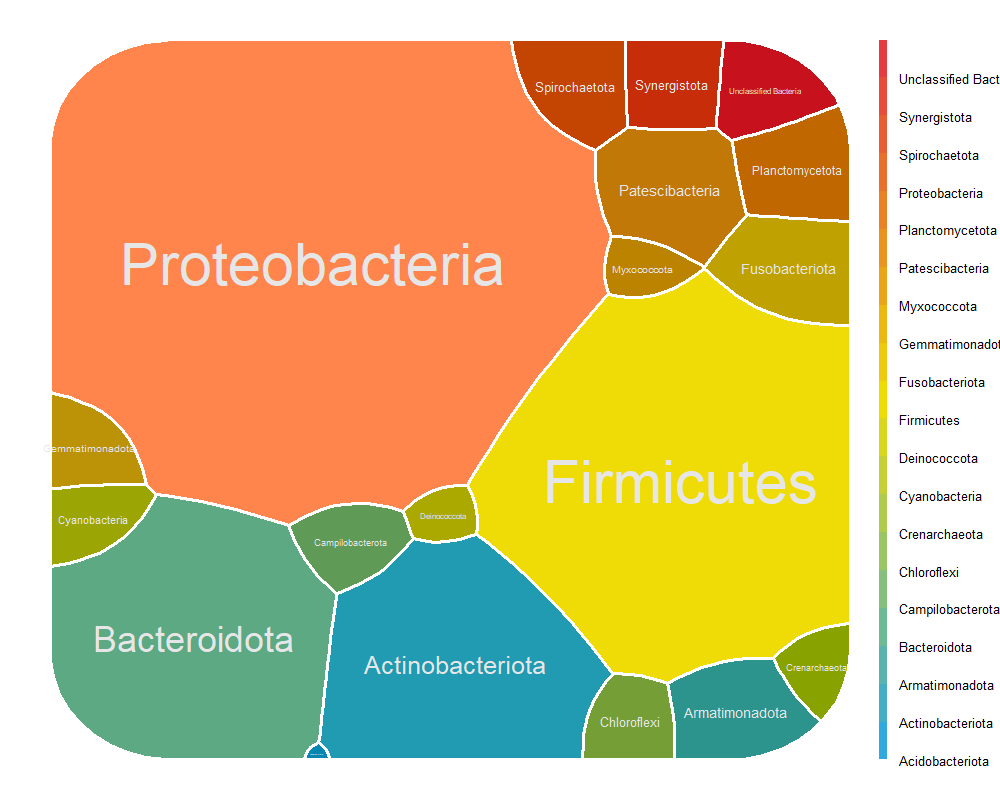 Spirochaetota
Synergistota
Unclassified Bacteria
Planctomycetota
Patescibacteria
Myxococcota
Fusobacteriota
Proteobacteria
Firmicutes
Gemmatimonadota
Cyanobacteria
Deinococcota
Campilobacterota
Bacteroidota
Actinobacteriota
Crenarchaeota
Armatimonadota
Chloroflexi
Unclassified Bact
Synergistota
Spirochaetota
Proteobacteria
Planctomycetota
Patescibacteria
Myxococcota
Gemmatimonadot
Fusobacteriota
Firmicutes
Deinococcota
Cyanobacteria
Crenarchaeota
Chloroflexi
Campilobacterota
Bacteroidota
Armatimonadota
Actinobacteriota
Acidobacteriota